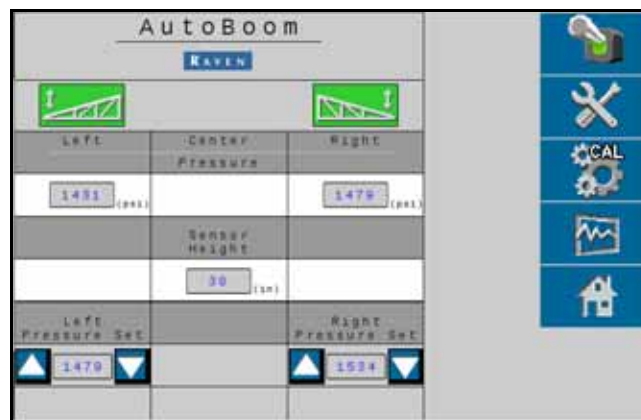 AutoBoom
RAVEN
Left Center Right
Pressure
1431 (psi) 1479 (psi)
CAL
Sensor
Height
30 (in)
Left Right
Pressure Set Pressure Set
1479 1534